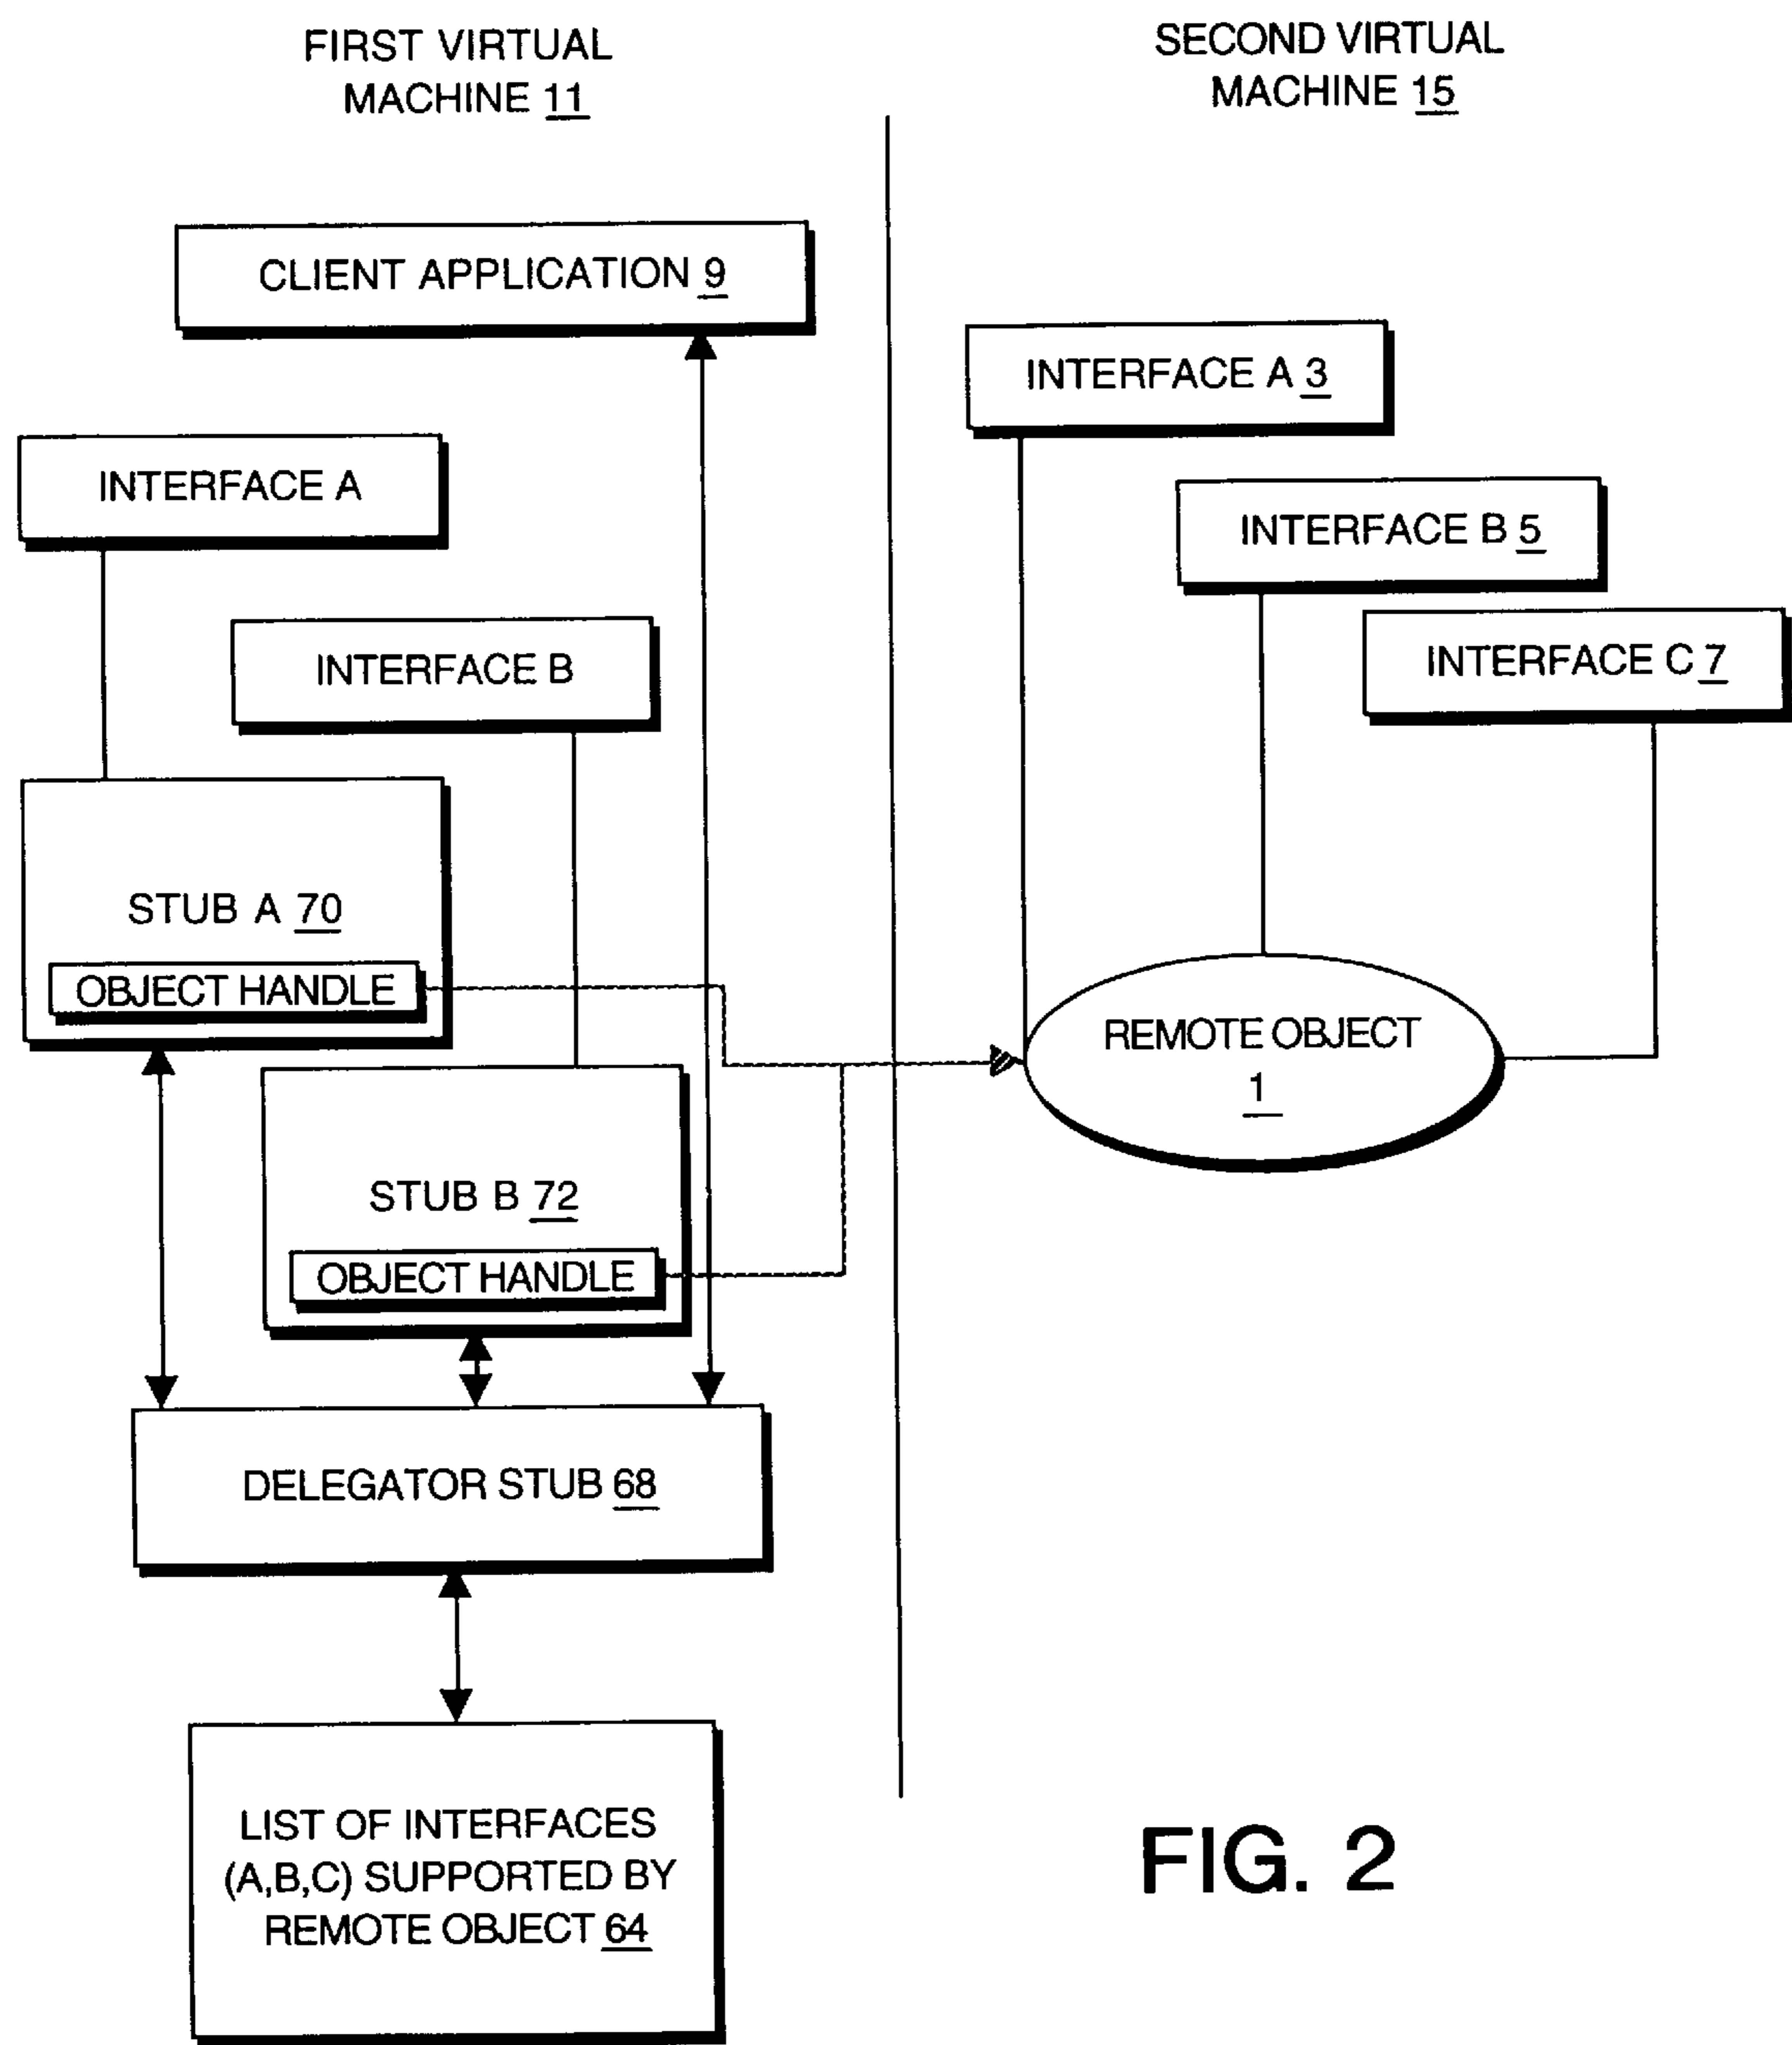 FIRST VIRTUAL
MACHINE 11
SECOND VIRTUAL
MACHINE 15
CLIENT APPLICATION 9
INTERFACE A 3
INTERFACE A
INTERFACE B 5
INTERFACE B
INTERFACE C 7
STUB A 70
OBJECT HANDLE
REMOTE OBJECT
1
STUB B 72
OBJECT HANDLE
DELEGATOR STUB 68
LIST OF INTERFACES
(A,B,C) SUPPORTED BY
REMOTE OBJECT 64
FIG. 2